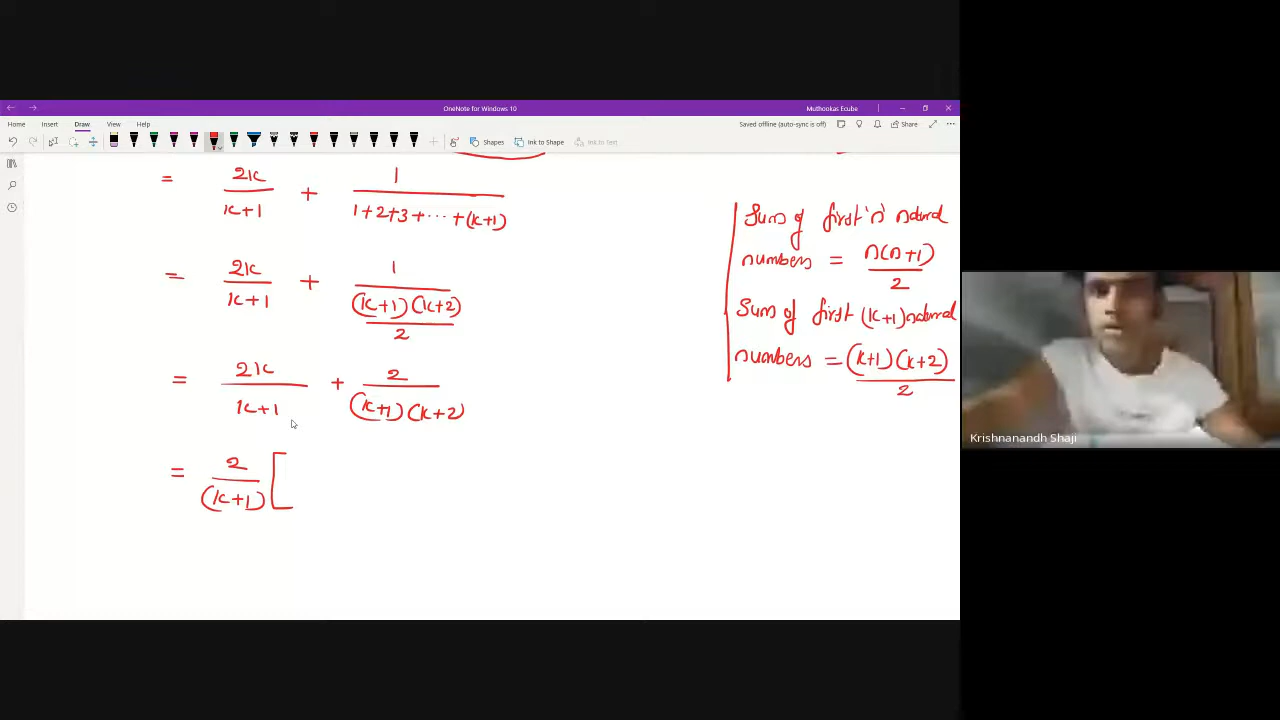 OneNote for Windows 10
Muthookas Ecube
Home Insert Draw View Help
Saved offline (auto-sync is off)
Share
Shapes
Ink to Shape
Ink to Text
= 2k/(k+1) + 1/(1+2+3+⋯+(k+1))
= 2k/(k+1) + 1/((k+1)(k+2)/2)
= 2k/(k+1) + 2/((k+1)(k+2))
= 2/(k+1) [
Sum of first 'n' natural
numbers = n(n+1)/2
Sum of first (k+1) natural
numbers = (k+1)(k+2)/2
Krishnanandh Shaji